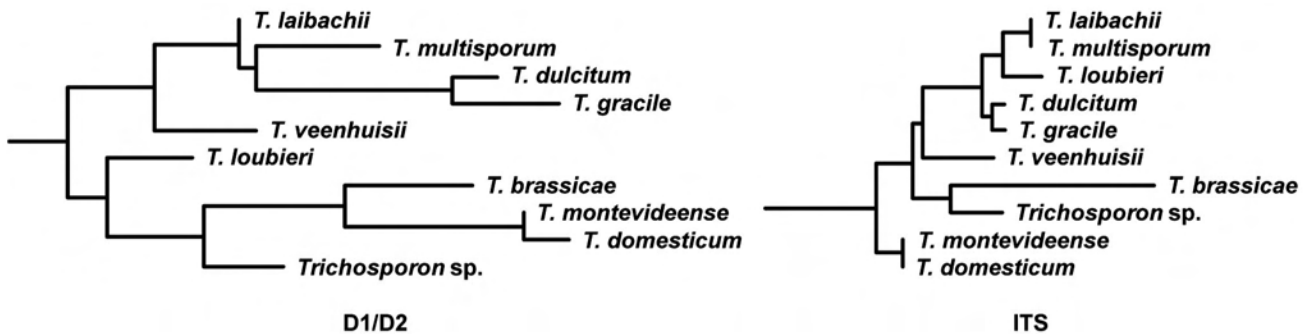 T. laibachii
T. multisporum
T. dulcitum
T. gracile
T. veenhuisii
T. loubieri
T. brassicae
T. montevideense
T. domesticum
Trichosporon sp.
D1/D2
T. laibachii
T. multisporum
T. loubieri
T. dulcitum
T. gracile
T. veenhuisii
T. brassicae
Trichosporon sp.
T. montevideense
T. domesticum
ITS